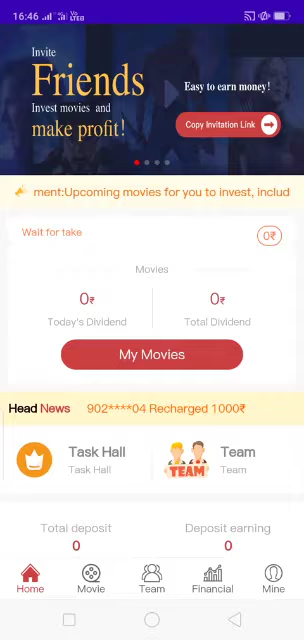 16:46
Invite
Friends
Invest movies and
make profit!
Easy to earn money!
Copy Invitation Link
ment:Upcoming movies for you to invest, includ
Wait for take
0₹
Movies
0₹
0₹
Today's Dividend
Total Dividend
My Movies
Head News
902****04 Recharged 1000₹
Task Hall
Task Hall
TEAM
Team
Team
Total deposit
Deposit earning
0
0
Home
Movie
Team
Financial
Mine